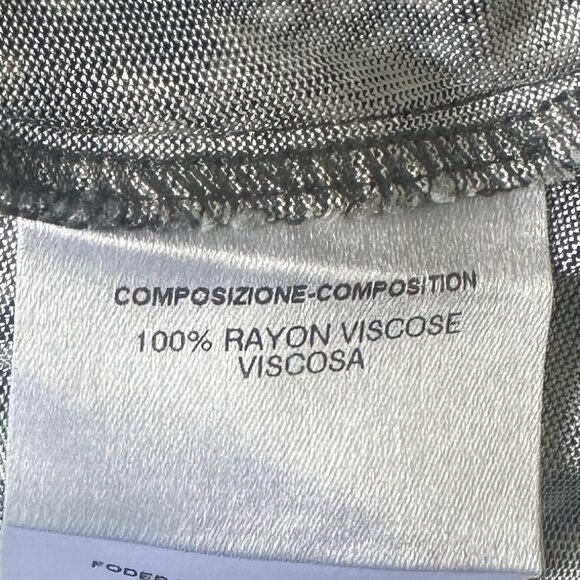 COMPOSIZIONE-COMPOSITION
100% RAYON VISCOSE
VISCOSA